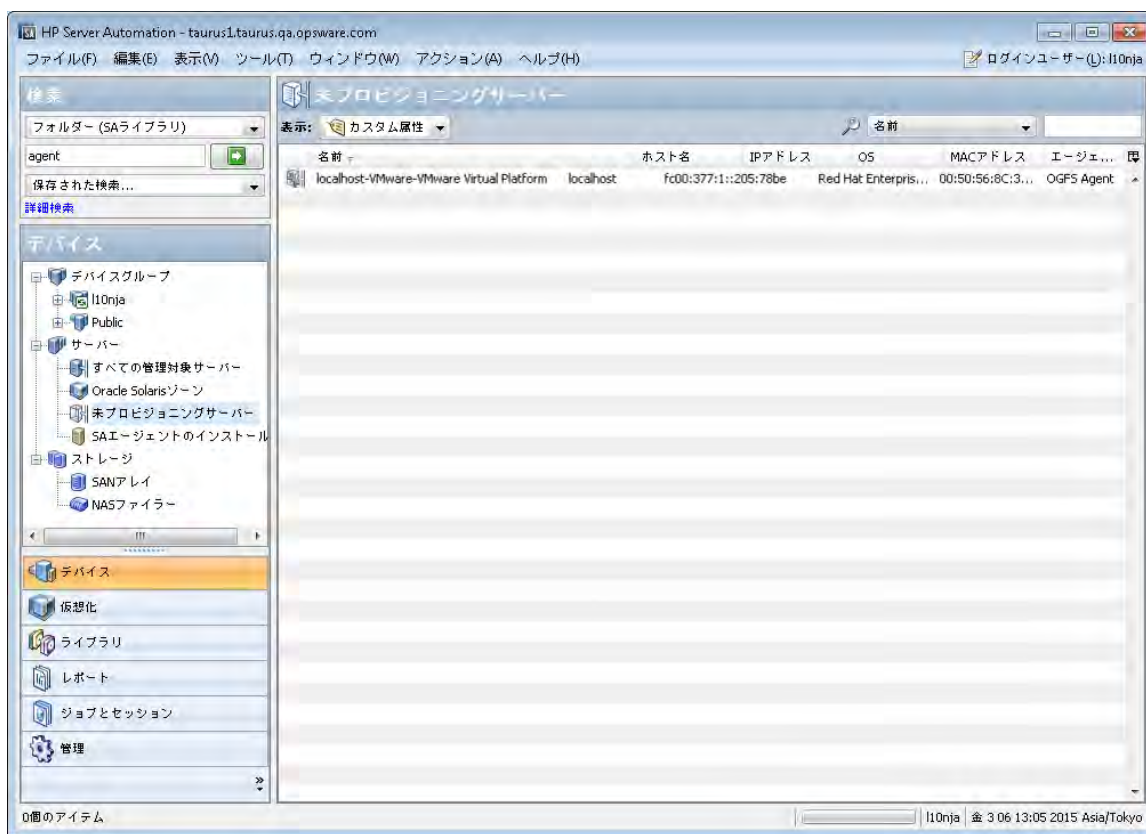 HP Server Automation - taurus1.taurus.qa.opsware.com
ファイル(F) 編集(E) 表示(V) ツール(T) ウィンドウ(W) アクション(A) ヘルプ(H) ログインユーザー(L): l10nja
検索
フォルダー (SAライブラリ)
agent
保存された検索...
詳細検索
デバイス
デバイスグループ
l10nja
Public
サーバー
すべての管理対象サーバー
Oracle Solarisゾーン
未プロビジョニングサーバー
SAエージェントのインストール
ストレージ
SANアレイ
NASファイラー
デバイス
仮想化
ライブラリ
レポート
ジョブとセッション
管理
未プロビジョニングサーバー
表示: カスタム属性 名前
名前 ホスト名 IPアドレス OS MACアドレス エージェ...
localhost-VMware-VMware Virtual Platform localhost fc00:377:1::205:78be Red Hat Enterpris... 00:50:56:8C:3... OGFS Agent
0個のアイテム l10nja 金 3 06 13:05 2015 Asia/Tokyo